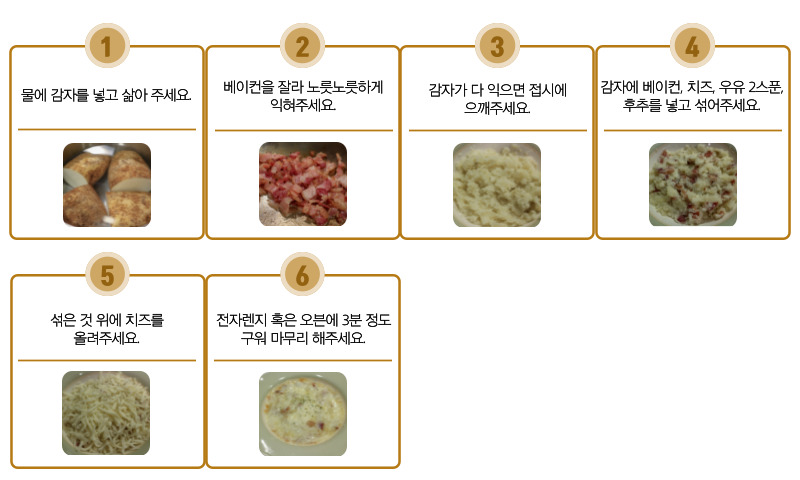 1
물에 감자를 넣고 삶아 주세요.
2
베이컨을 잘라 노릇노릇하게
익혀주세요.
3
감자가 다 익으면 접시에
으깨주세요.
4
감자에 베이컨, 치즈, 우유 2스푼,
후추를 넣고 섞어주세요.
5
섞은 것 위에 치즈를
올려주세요.
6
전자렌지 혹은 오븐에 3분 정도
구워 마무리 해주세요.